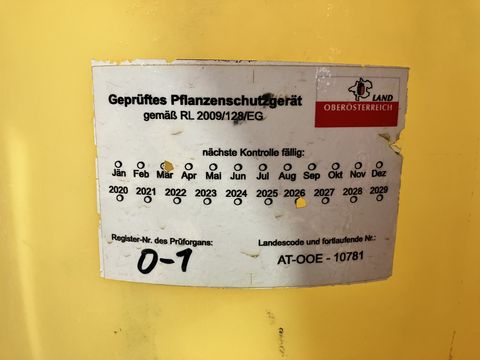 Geprüftes Pflanzenschutzgerät
gemäß RL 2009/128/EG
LAND
OBERÖSTERREICH
nächste Kontrolle fällig:
Jän Feb Mär Apr Mai Jun Jul Aug Sep Okt Nov Dez
2020 2021 2022 2023 2024 2025 2026 2027 2028 2029
Register-Nr. des Prüforgans:
0-1
Landescode und fortlaufende Nr.:
AT-OOE - 10781